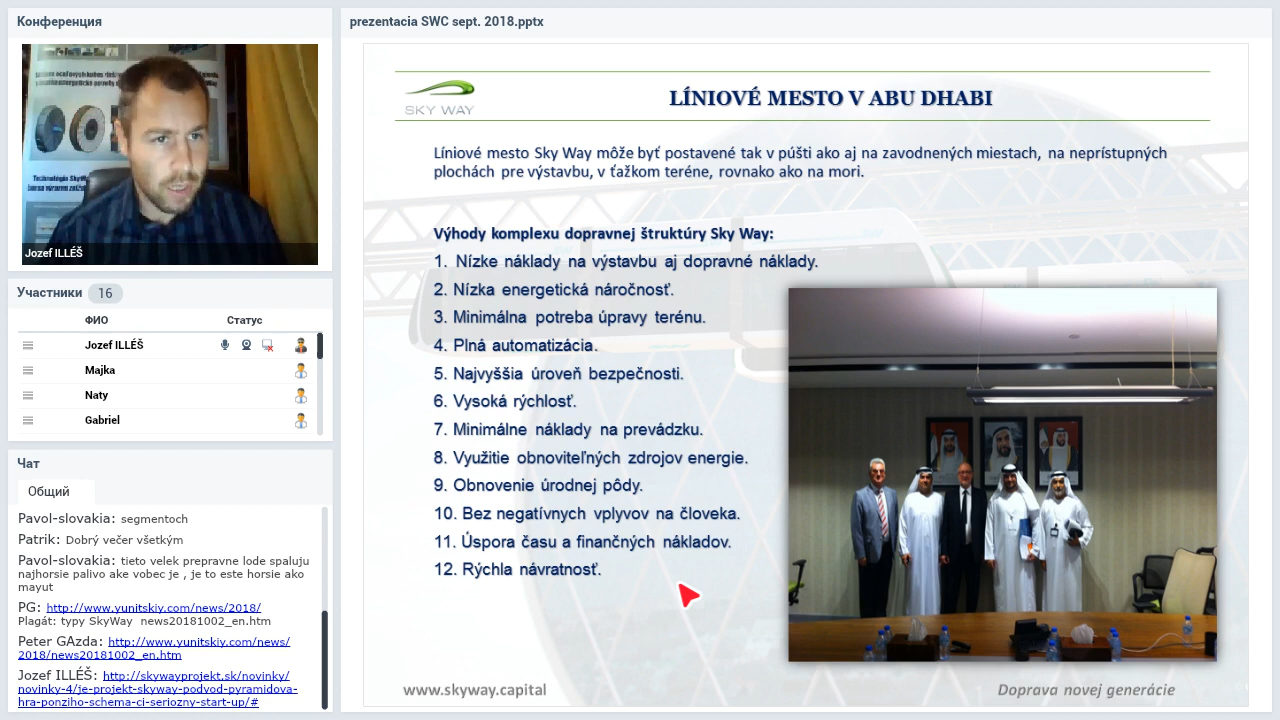 Конференция
Jozef ILLÉŠ
Участники 16
ФИО Статус
Jozef ILLÉŠ
Majka
Naty
Gabriel
Чат
Общий
Pavol-slovakia: segmentoch
Patrik: Dobrý večer všetkým
Pavol-slovakia: tieto velek prepravne lode spaluju
najhorsie palivo ake vobec je , je to este horsie ako
mayut
PG: http://www.yunitskiy.com/news/2018/
Plagát: typy SkyWay news20181002_en.htm
Peter GAzda: http://www.yunitskiy.com/news/
2018/news20181002_en.htm
Jozef ILLÉŠ: http://skywayprojekt.sk/novinky/
novinky-4/je-projekt-skyway-podvod-pyramidova-
hra-ponziho-schema-ci-seriozny-start-up/#
prezentacia SWC sept. 2018.pptx
SKY WAY
LÍNIOVÉ MESTO V ABU DHABI
Líniové mesto Sky Way môže byť postavené tak v púšti ako aj na zavodnených miestach, na neprístupných
plochách pre výstavbu, v ťažkom teréne, rovnako ako na mori.
Výhody komplexu dopravnej štruktúry Sky Way:
1. Nízke náklady na výstavbu aj dopravné náklady.
2. Nízka energetická náročnosť.
3. Minimálna potreba úpravy terénu.
4. Plná automatizácia.
5. Najvyššia úroveň bezpečnosti.
6. Vysoká rýchlosť.
7. Minimálne náklady na prevádzku.
8. Využitie obnoviteľných zdrojov energie.
9. Obnovenie úrodnej pôdy.
10. Bez negatívnych vplyvov na človeka.
11. Úspora času a finančných nákladov.
12. Rýchla návratnosť.
www.skyway.capital
Doprava novej generácie